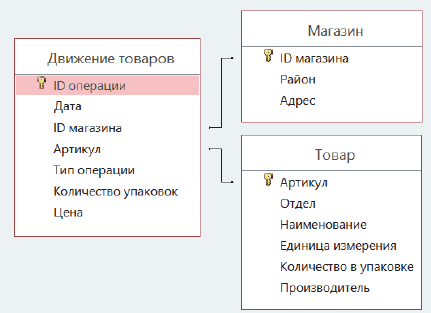 Движение товаров
ID операции
Дата
ID магазина
Артикул
Тип операции
Количество упаковок
Цена
Магазин
ID магазина
Район
Адрес
Товар
Артикул
Отдел
Наименование
Единица измерения
Количество в упаковке
Производитель